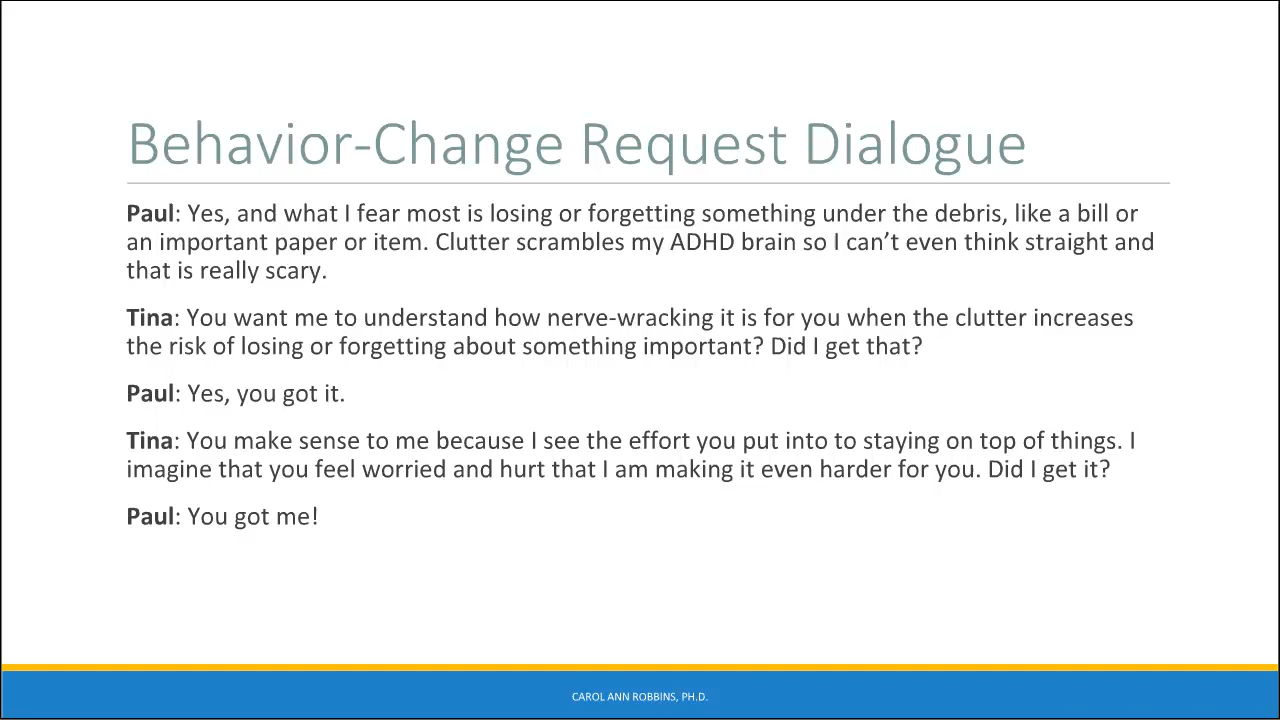 Behavior-Change Request Dialogue
Paul: Yes, and what I fear most is losing or forgetting something under the debris, like a bill or
an important paper or item. Clutter scrambles my ADHD brain so I can’t even think straight and
that is really scary.
Tina: You want me to understand how nerve-wracking it is for you when the clutter increases
the risk of losing or forgetting about something important? Did I get that?
Paul: Yes, you got it.
Tina: You make sense to me because I see the effort you put into to staying on top of things. I
imagine that you feel worried and hurt that I am making it even harder for you. Did I get it?
Paul: You got me!
CAROL ANN ROBBINS, PH.D.